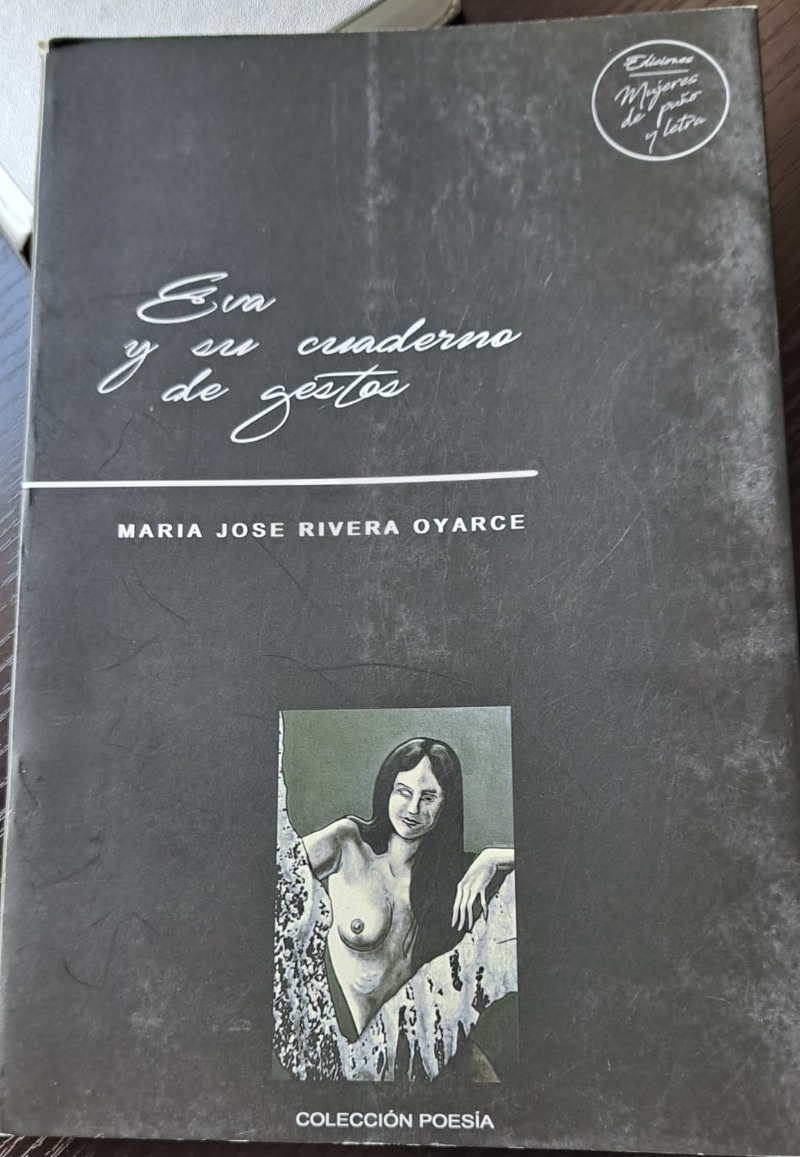 Ediciones
Mujeres
de puño
y letra
Eva
y su cuaderno
de gestos
MARIA JOSE RIVERA OYARCE
COLECCIÓN POESÍA